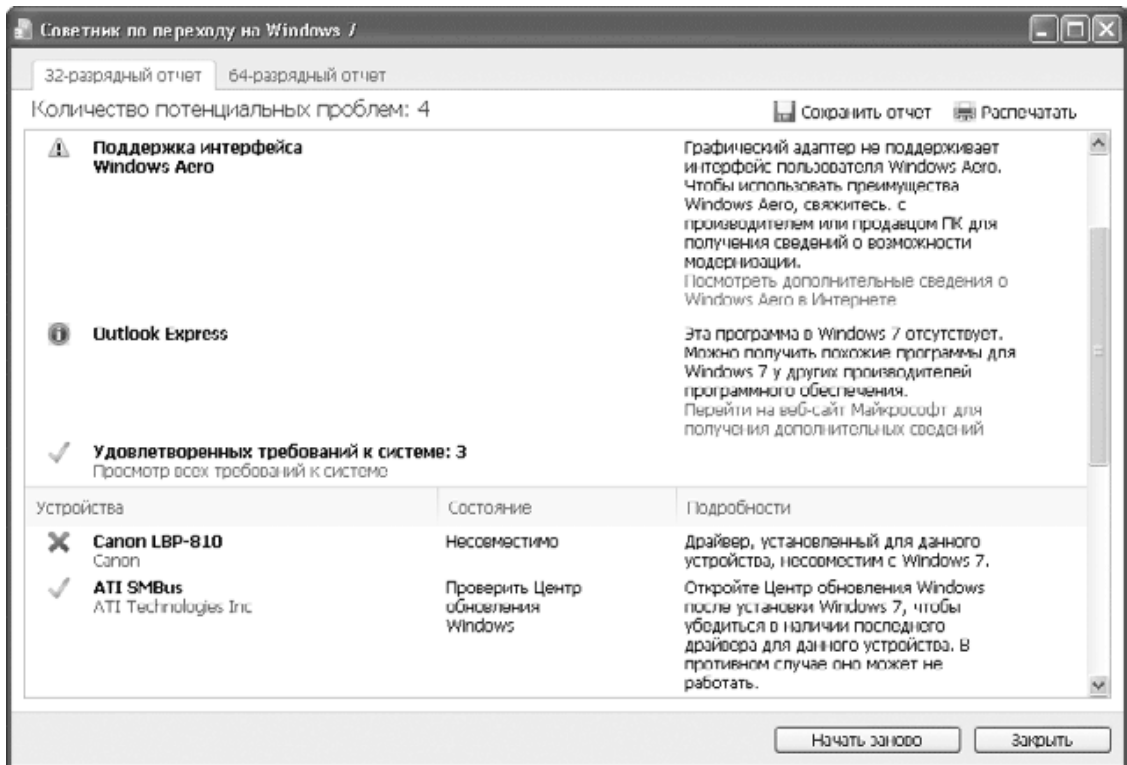 Советник по переходу на Windows 7
32-разрядный отчет 64-разрядный отчет
Количество потенциальных проблем: 4 Сохранить отчет Распечатать
Поддержка интерфейса
Windows Aero
Графический адаптер не поддерживает
интерфейс пользователя Windows Aero.
Чтобы использовать преимущества
Windows Aero, свяжитесь. с
производителем или продавцом ПК для
получения сведений о возможности
модернизации.
Посмотреть дополнительные сведения о
Windows Aero в Интернете
Outlook Express
Эта программа в Windows 7 отсутствует.
Можно получить похожие программы для
Windows 7 у других производителей
программного обеспечения.
Перейти на веб-сайт Майкрософт для
получения дополнительных сведений
Удовлетворенных требований к системе: 3
Просмотр всех требований к системе
Устройства Состояние Подробности
Canon LBP-810
Canon
Несовместимо
Драйвер, установленный для данного
устройства, несовместим с Windows 7.
ATI SMBus
ATI Technologies Inc
Проверить Центр
обновления
Windows
Откройте Центр обновления Windows
после установки Windows 7, чтобы
убедиться в наличии последнего
драйвера для данного устройства. В
противном случае оно может не
работать.
Начать заново Закрыть